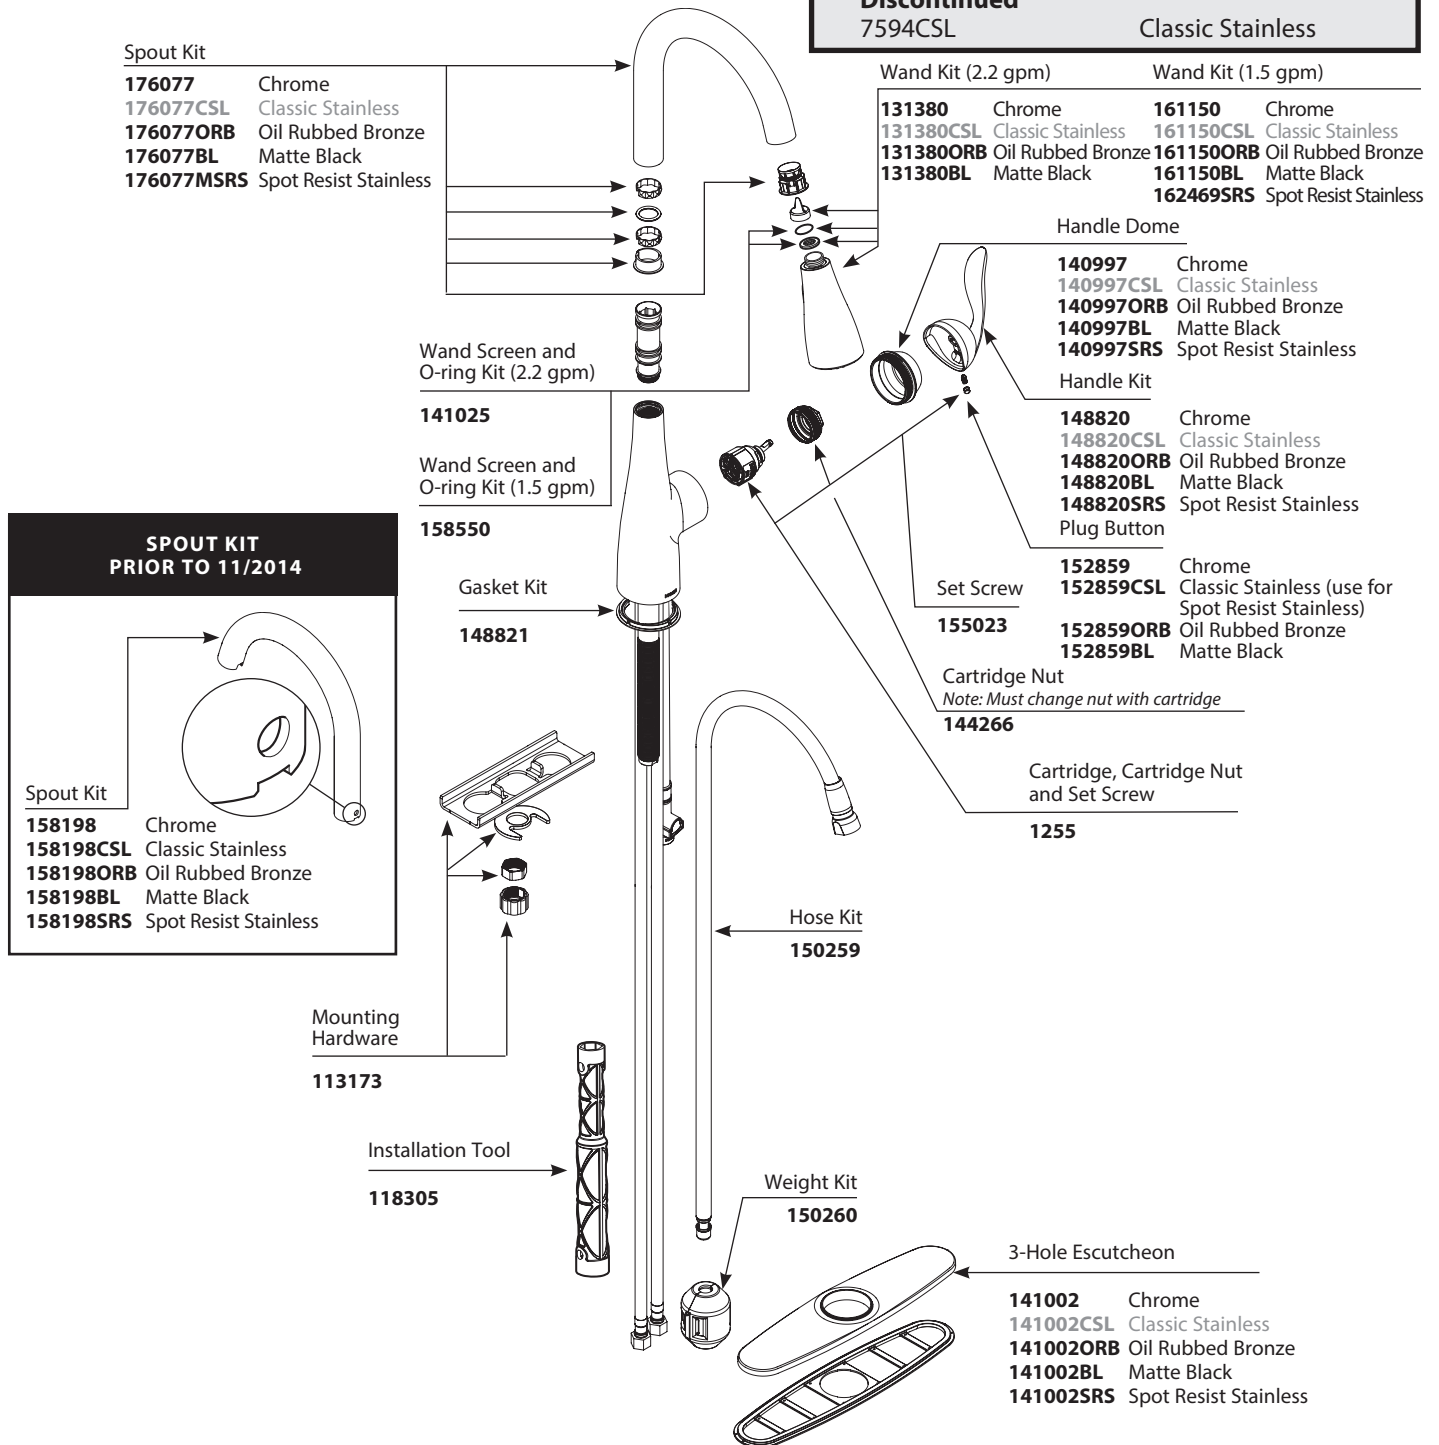 Discontinued
7594CSL Classic Stainless
Spout Kit
176077 Chrome
176077CSL Classic Stainless
176077ORB Oil Rubbed Bronze
176077BL Matte Black
176077MSRS Spot Resist Stainless
Wand Kit (2.2 gpm)
131380 Chrome
131380CSL Classic Stainless
131380ORB Oil Rubbed Bronze
131380BL Matte Black
Wand Kit (1.5 gpm)
161150 Chrome
161150CSL Classic Stainless
161150ORB Oil Rubbed Bronze
161150BL Matte Black
162469SRS Spot Resist Stainless
Handle Dome
140997 Chrome
140997CSL Classic Stainless
140997ORB Oil Rubbed Bronze
140997BL Matte Black
140997SRS Spot Resist Stainless
Wand Screen and
O-ring Kit (2.2 gpm)
141025
Handle Kit
148820 Chrome
148820CSL Classic Stainless
148820ORB Oil Rubbed Bronze
148820BL Matte Black
148820SRS Spot Resist Stainless
Wand Screen and
O-ring Kit (1.5 gpm)
158550
Plug Button
152859 Chrome
152859CSL Classic Stainless (use for
Spot Resist Stainless)
152859ORB Oil Rubbed Bronze
152859BL Matte Black
SPOUT KIT
PRIOR TO 11/2014
Spout Kit
158198 Chrome
158198CSL Classic Stainless
158198ORB Oil Rubbed Bronze
158198BL Matte Black
158198SRS Spot Resist Stainless
Gasket Kit
148821
Set Screw
155023
Cartridge Nut
Note: Must change nut with cartridge
144266
Cartridge, Cartridge Nut
and Set Screw
1255
Hose Kit
150259
Mounting
Hardware
113173
Installation Tool
118305
Weight Kit
150260
3-Hole Escutcheon
141002 Chrome
141002CSL Classic Stainless
141002ORB Oil Rubbed Bronze
141002BL Matte Black
141002SRS Spot Resist Stainless